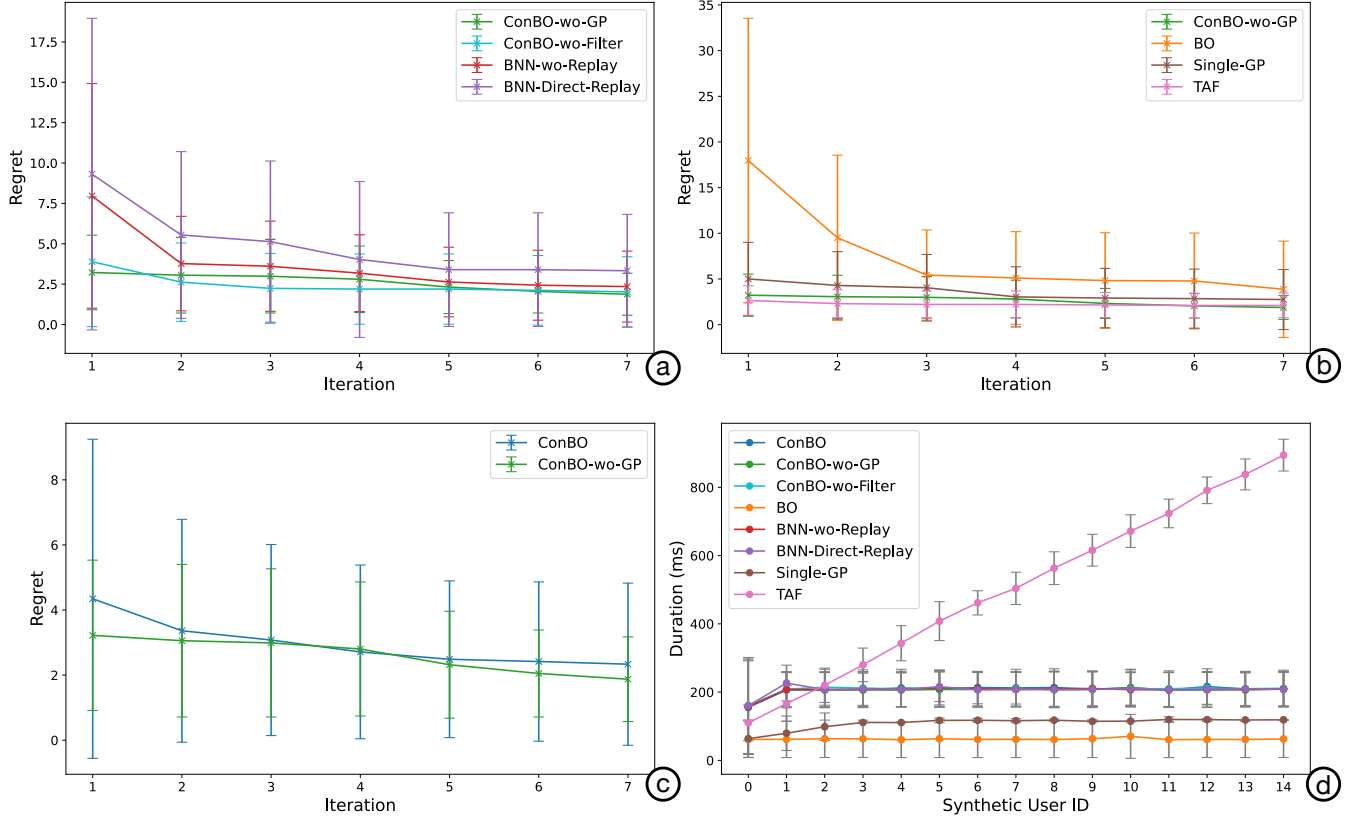 ConBO-wo-GP
ConBO-wo-Filter
BNN-wo-Replay
BNN-Direct-Replay
17.5
15.0
12.5
10.0
7.5
5.0
2.5
0.0
Regret
1 2 3 4 5 6 7
Iteration
a
ConBO-wo-GP
BO
Single-GP
TAF
35
30
25
20
15
10
5
0
Regret
1 2 3 4 5 6 7
Iteration
b
ConBO
ConBO-wo-GP
8
6
4
2
0
Regret
1 2 3 4 5 6 7
Iteration
c
ConBO
ConBO-wo-GP
ConBO-wo-Filter
BO
BNN-wo-Replay
BNN-Direct-Replay
Single-GP
TAF
800
600
400
200
0
Duration (ms)
0 1 2 3 4 5 6 7 8 9 10 11 12 13 14
Synthetic User ID
d